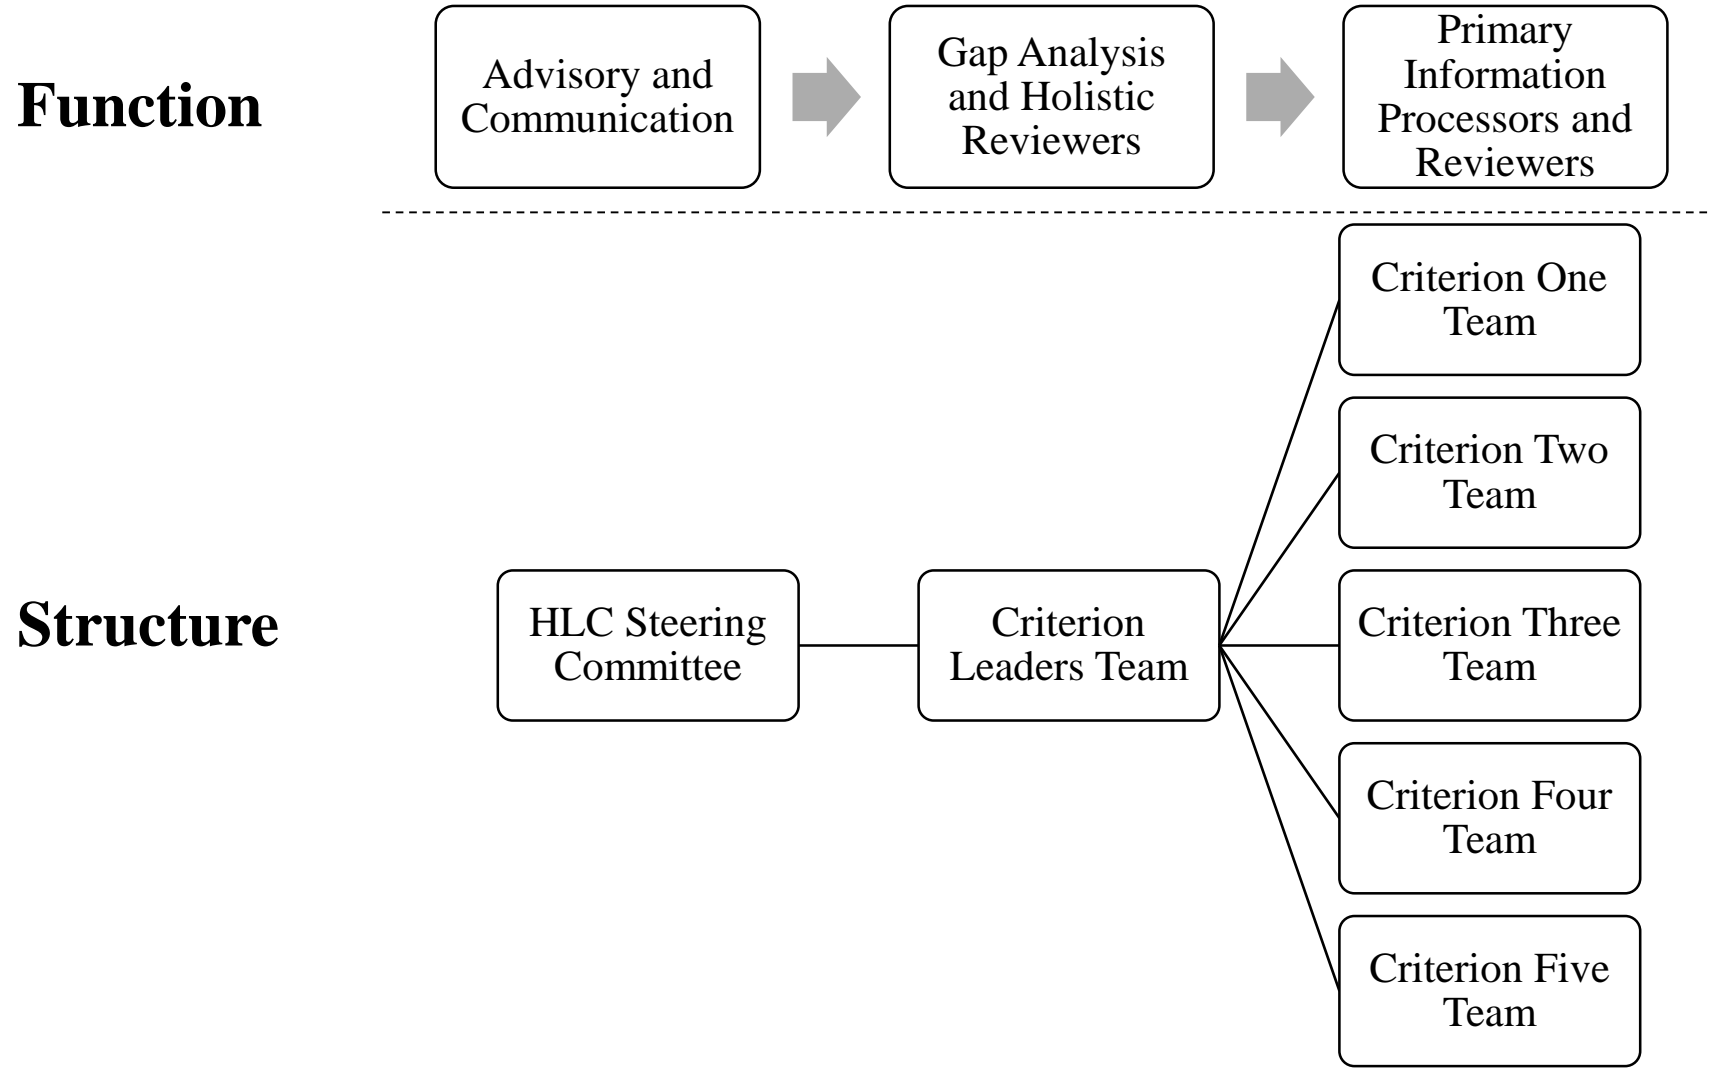 Function
Advisory and
Communication
Gap Analysis
and Holistic
Reviewers
Primary
Information
Processors and
Reviewers
Structure
HLC Steering
Committee
Criterion
Leaders Team
Criterion One
Team
Criterion Two
Team
Criterion Three
Team
Criterion Four
Team
Criterion Five
Team